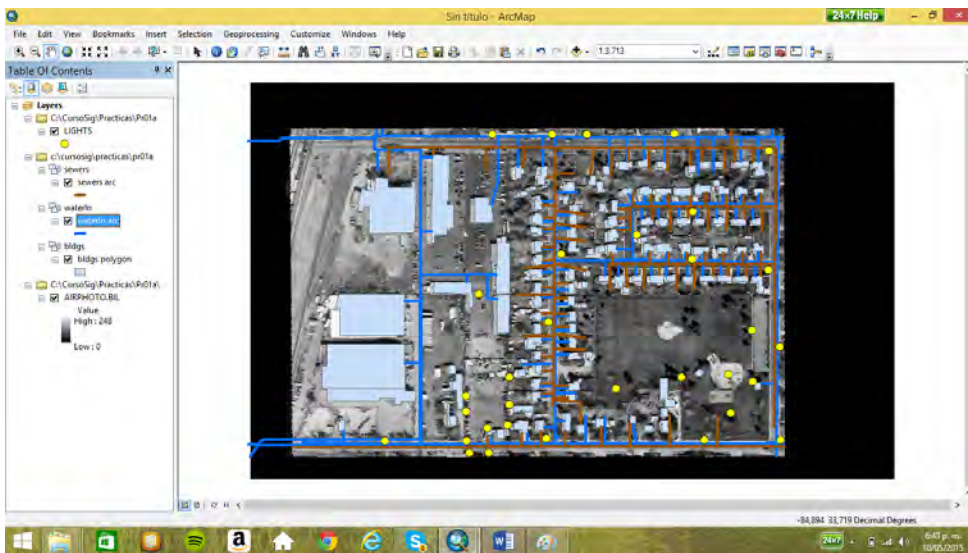 Sin título - ArcMap
24x7 Help
File Edit View Bookmarks Insert Selection Geoprocessing Customize Windows Help
1:3.713
Table Of Contents
Layers
C:\CursoSig\Practicas\Pr01a
LIGHTS
c:\cursosig\practicas\pr01a
sewers
sewers arc
waterln
waterln arc
bldgs
bldgs polygon
C:\CursoSig\Practicas\Pr01a\
AIRPHOTO.BIL
Value
High : 248
Low : 0
-84,894 33,719 Decimal Degrees
24x7
6:43 p. m.
10/05/2015